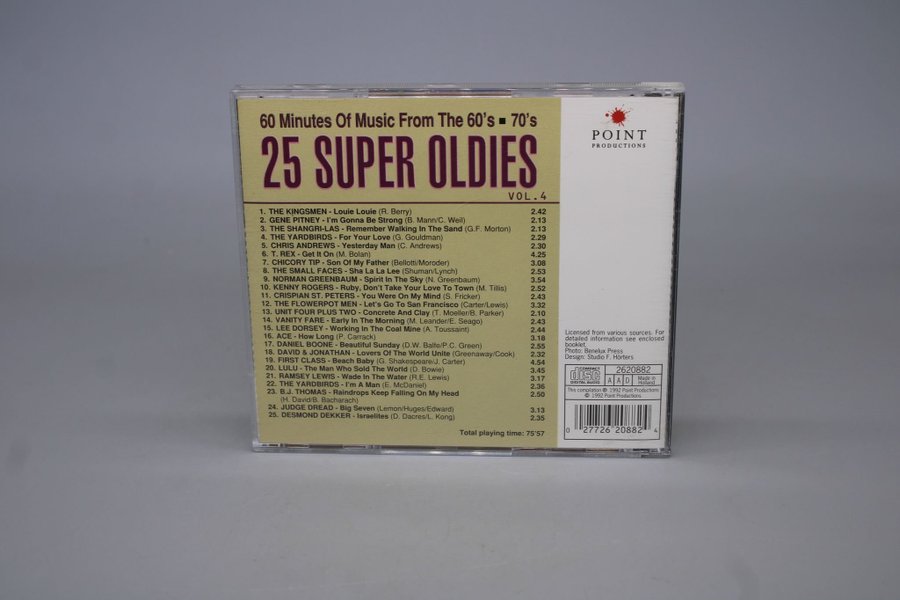 60 Minutes Of Music From The 60's ■ 70's
25 SUPER OLDIES
VOL.4
1. THE KINGSMEN - Louie Louie (R. Berry) 2.42
2. GENE PITNEY - I'm Gonna Be Strong (B. Mann/C. Weil) 2.13
3. THE SHANGRI-LAS - Remember Walking In The Sand (G.F. Morton) 2.13
4. THE YARDBIRDS - For Your Love (G. Gouldman) 2.29
5. CHRIS ANDREWS - Yesterday Man (C. Andrews) 2.30
6. T. REX - Get It On (M. Bolan) 4.25
7. CHICORY TIP - Son Of My Father (Bellotti/Moroder) 3.08
8. THE SMALL FACES - Sha La La Lee (Shuman/Lynch) 2.53
9. NORMAN GREENBAUM - Spirit In The Sky (N. Greenbaum) 3.54
10. KENNY ROGERS - Ruby, Don't Take Your Love To Town (M. Tillis) 2.52
11. CRISPIAN ST. PETERS - You Were On My Mind (S. Fricker) 2.43
12. THE FLOWERPOT MEN - Let's Go To San Francisco (Carter/Lewis) 3.32
13. UNIT FOUR PLUS TWO - Concrete And Clay (T. Moeller/B. Parker) 2.10
14. VANITY FARE - Early In The Morning (M. Leander/E. Seago) 2.43
15. LEE DORSEY - Working In The Coal Mine (A. Toussaint) 2.44
16. ACE - How Long (P. Carrack) 3.18
17. DANIEL BOONE - Beautiful Sunday (D.W. Balfe/P.C. Green) 2.55
18. DAVID & JONATHAN - Lovers Of The World Unite (Greenaway/Cook) 2.32
19. FIRST CLASS - Beach Baby (G. Shakespeare/J. Carter) 4.54
20. LULU - The Man Who Sold The World (D. Bowie) 3.45
21. RAMSEY LEWIS - Wade In The Water (R.E. Lewis) 3.17
22. THE YARDBIRDS - I'm A Man (E. McDaniel) 2.36
23. B.J. THOMAS - Raindrops Keep Falling On My Head 2.50
(H. David/B. Bacharach)
24. JUDGE DREAD - Big Seven (Lemon/Huges/Edward) 3.13
25. DESMOND DEKKER - Israelites (D. Dacres/L. Kong) 2.35
Total playing time: 75'57
POINT
PRODUCTIONS
Licensed from various sources. For
detailed information see enclosed
booklet.
Photo: Benelux Press
Design: Studio F. Horters
COMPACT
disc
DIGITAL AUDIO
2620882
A A D
Made in
Holland
This compilation ℗ 1992 Point Productions
© 1992 Point Productions
0 27726 20882 4